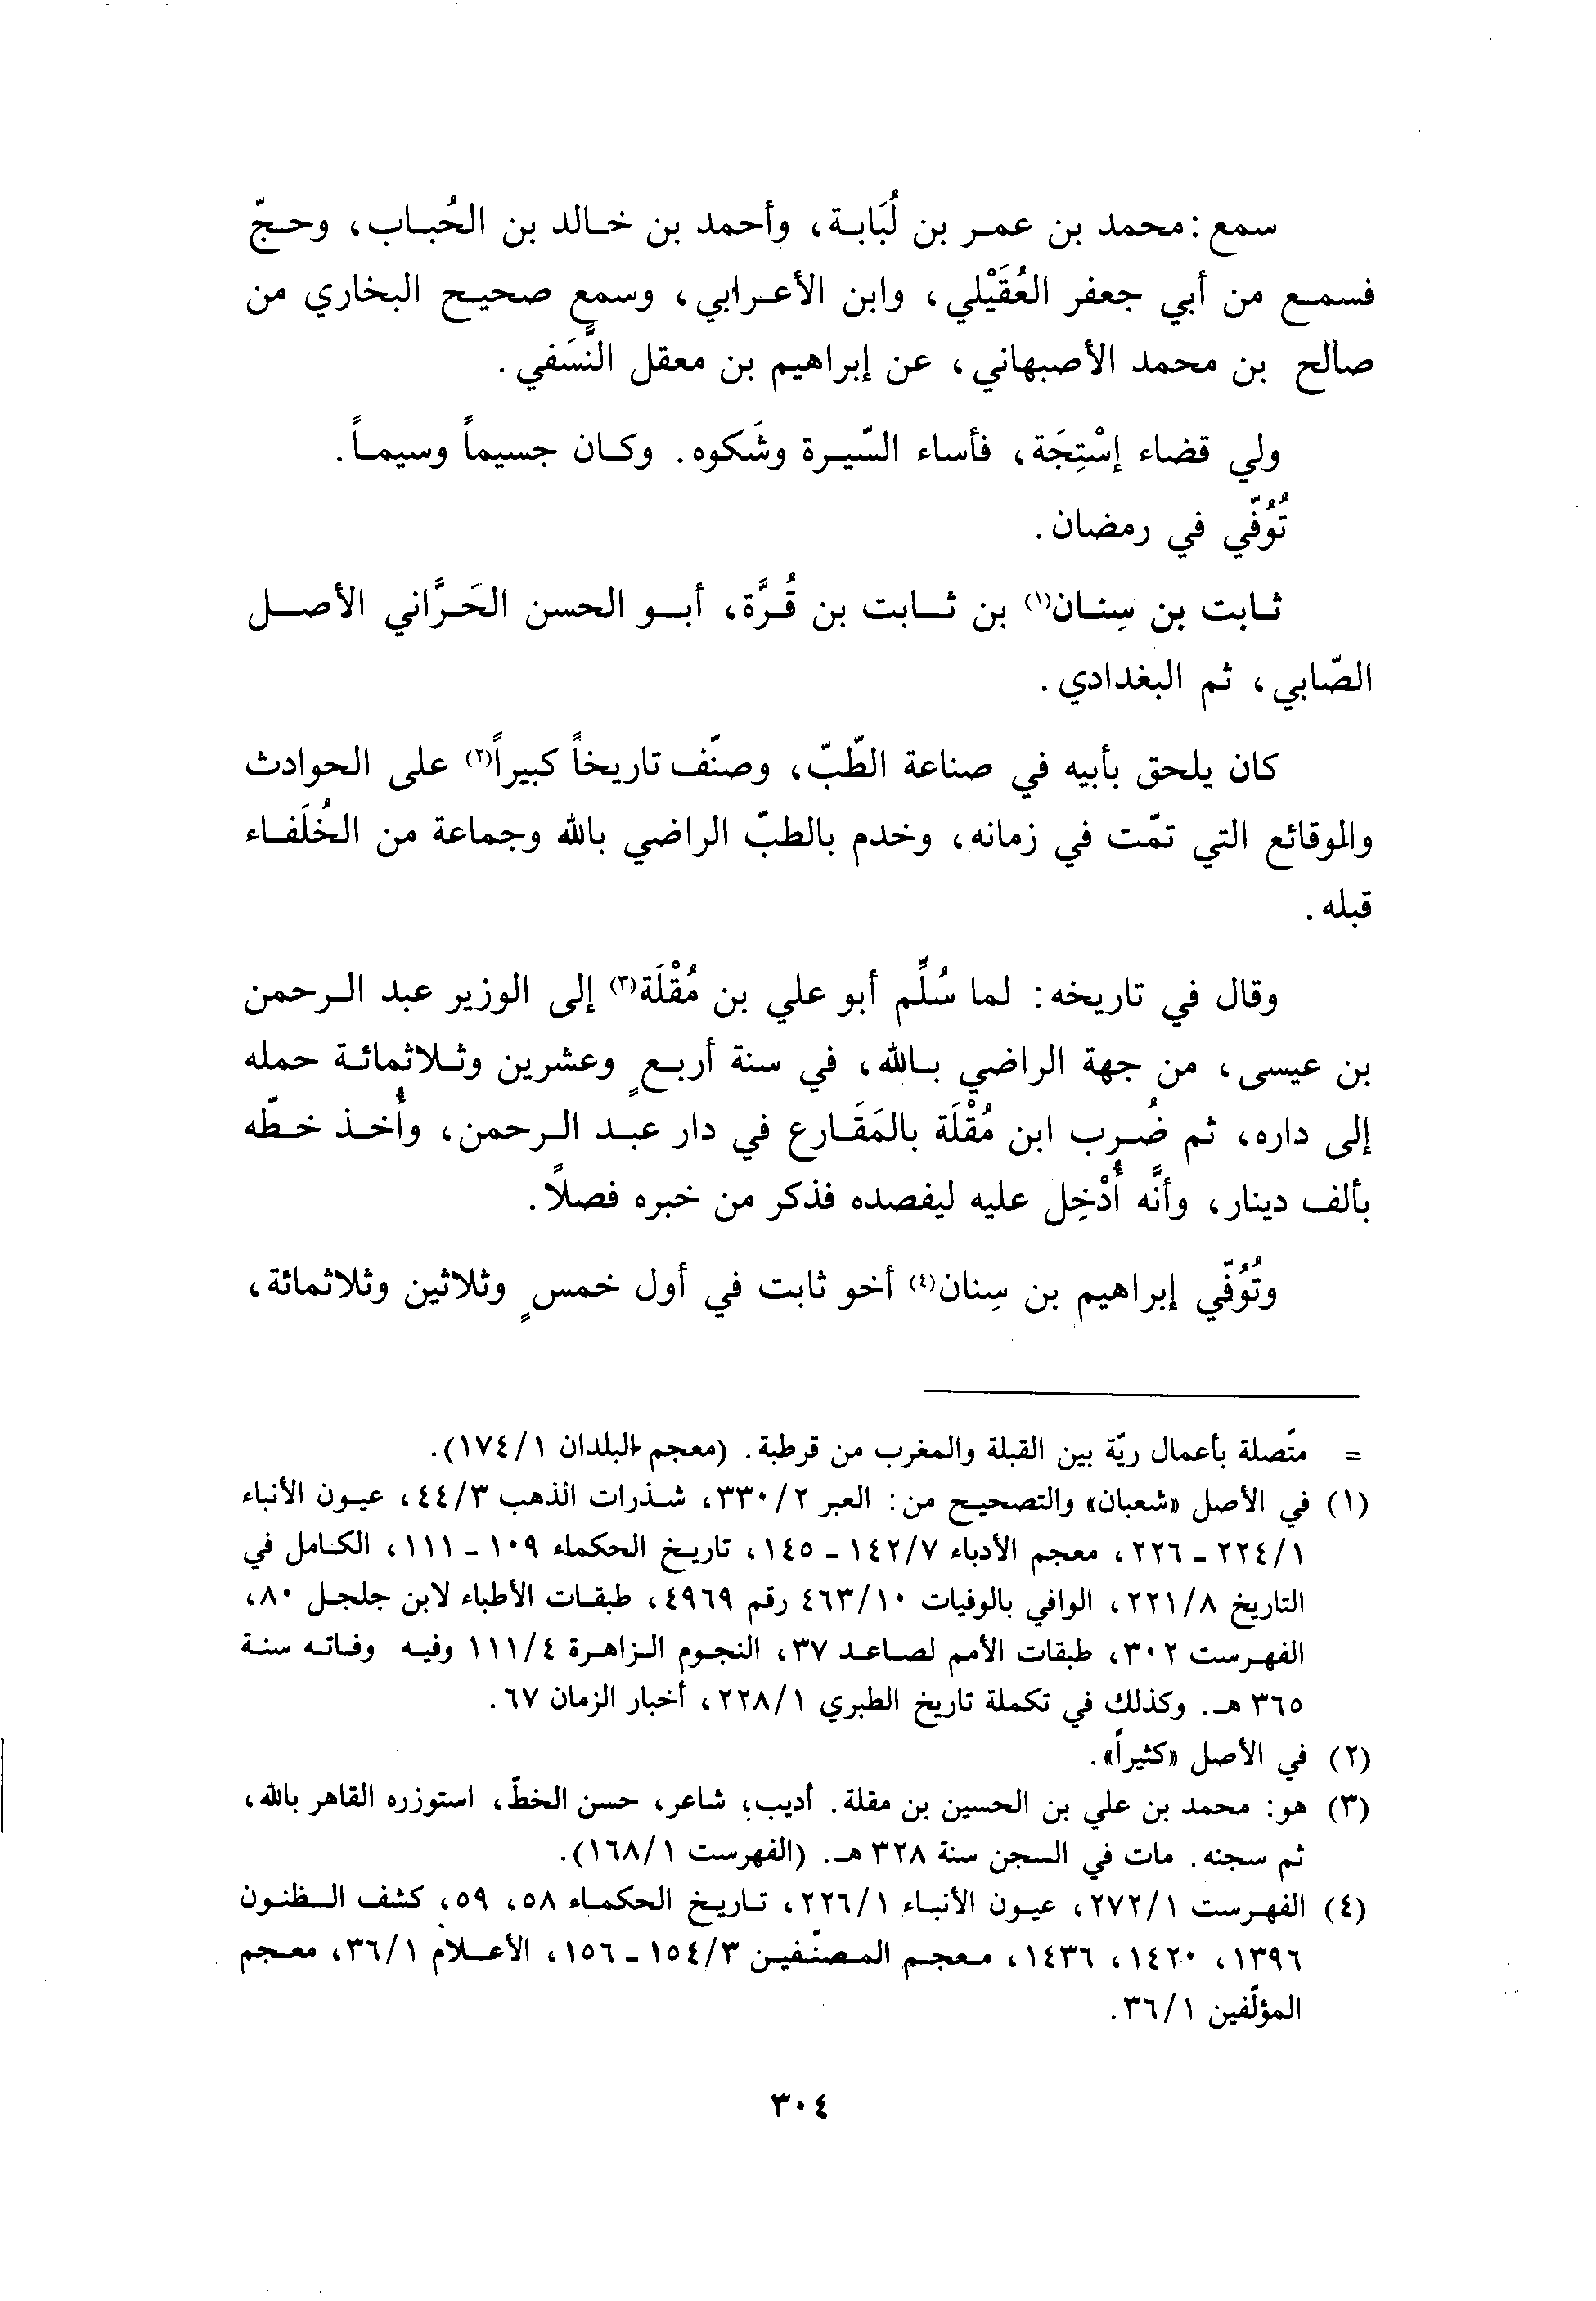 سمع: محمد بن عمر بن لُبَابة، وأحمد بن خالد بن الحُباب، وحجّ
فسمع من أبي جعفر العُقَيْلي، وابن الأعرابي، وسمع صحيح البخاري من
صالح بن محمد الأصبهاني، عن إبراهيم بن معقل النَّسَفي.
ولي قضاء إسْتِجَة، فأساء السّيرة وشَكوه. وكان جسيماً وسيماً.
تُوُفّي في رمضان.
ثابت بن سِنان(١) بن ثابت بن قُرَّة، أبو الحسن الحَرَّاني الأصل
الصّابي، ثم البغدادي.
كان يلحق بأبيه في صناعة الطّبّ، وصنّف تاريخاً كبيراً(٢) على الحوادث
والوقائع التي تمّت في زمانه، وخدم بالطبّ الراضي بالله وجماعة من الخُلَفاء
قبله.
وقال في تاريخه: لما سُلِّم أبو علي بن مُقْلَة(٣) إلى الوزير عبد الرحمن
بن عيسى، من جهة الراضي بالله، في سنة أربعٍ وعشرين وثلاثمائة حمله
إلى داره، ثم ضُرب ابن مُقْلَة بالمَقَارع في دار عبد الرحمن، وأُخذ خطّه
بألف دينار، وأنَّه أُدْخِل عليه ليفصده فذكر من خبره فصلاً.
وتُوُفّي إبراهيم بن سِنان(٤) أخو ثابت في أول خمسٍ وثلاثين وثلاثمائة،
= متّصلة بأعمال ريّة بين القبلة والمغرب من قرطبة. (معجم البلدان ١/١٧٤).
(١) في الأصل «شعبان» والتصحيح من: العبر ٢/٣٣٠، شذرات الذهب ٣/٤٤، عيون الأنباء
١/٢٢٤ - ٢٢٦، معجم الأدباء ٧/١٤٢ - ١٤٥، تاريخ الحكماء ١٠٩ - ١١١، الكامل في
التاريخ ٨/٢٢١، الوافي بالوفيات ١٠/٤٦٣ رقم ٤٩٦٩، طبقات الأطباء لابن جلجل ٨٠،
الفهرست ٣٠٢، طبقات الأمم لصاعد ٣٧، النجوم الزاهرة ٤/١١١ وفيه وفاته سنة
٣٦٥ هـ. وكذلك في تكملة تاريخ الطبري ١/٢٢٨، أخبار الزمان ٦٧.
(٢) في الأصل «كثيراً».
(٣) هو: محمد بن علي بن الحسين بن مقلة. أديب، شاعر، حسن الخطّ، استوزره القاهر بالله،
ثم سجنه. مات في السجن سنة ٣٢٨ هـ. (الفهرست ١/١٦٨).
(٤) الفهرست ١/٢٧٢، عيون الأنباء ١/٢٢٦، تاريخ الحكماء ٥٨، ٥٩، كشف الظنون
١٣٩٦، ١٤٢٠، ١٤٣٦، معجم المصنّفين ٣/١٥٤ - ١٥٦، الأعلام ١/٣٦، معجم
المؤلّفين ١/٣٦.
٣٠٤